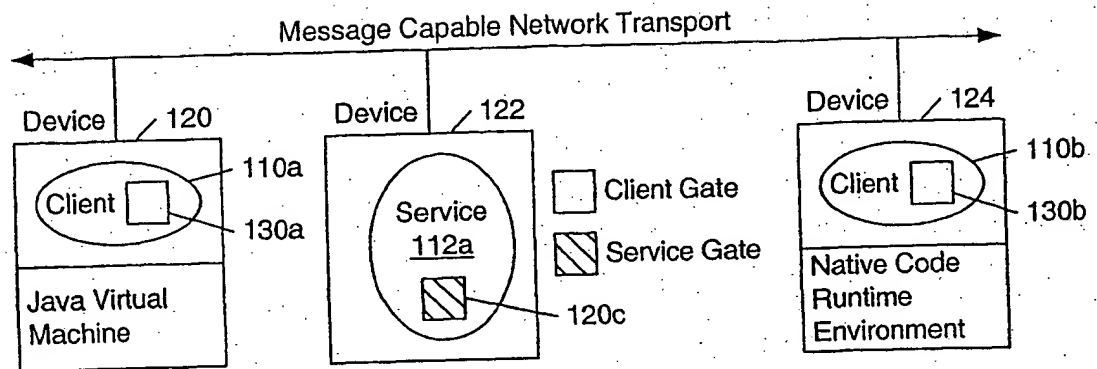 Message Capable Network Transport
Device
120
Device
122
Device
124
110a
Client
130a
Java Virtual
Machine
Service
112a
120c
Client Gate
Service Gate
110b
Client
130b
Native Code
Runtime
Environment